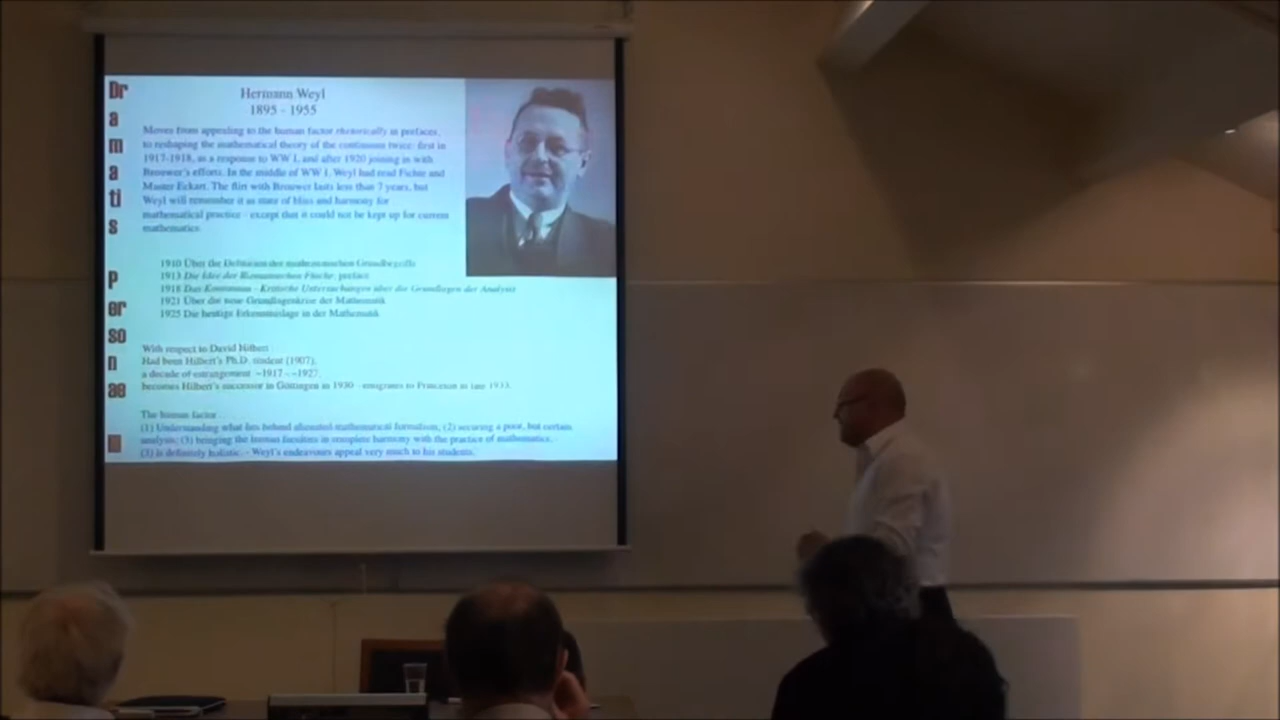 Dramatis Personae III
Hermann Weyl
1895 - 1955
Moves from appealing to the human factor rhetorically in prefaces,
to reshaping the mathematical theory of the continuum twice: first in
1917-1918, as a response to WW I, and after 1920 joining in with
Brouwer's efforts. In the middle of WW I, Weyl had read Fichte and
Master Eckart. The flirt with Brouwer lasts less than 7 years, but
Weyl will remember it as state of bliss and harmony for
mathematical practice - except that it could not be kept up for current
mathematics.
1910 Über die Definition der mathematischen Grundbegriffe
1913 Die Idee der Riemannschen Fläche, preface
1918 Das Kontinuum - Kritische Untersuchungen über die Grundlagen der Analysis
1921 Über die neue Grundlagenkrise der Mathematik
1925 Die heutige Erkenntnislage in der Mathematik
With respect to David Hilbert :
Had been Hilbert's Ph.D. student (1907),
a decade of estrangement ~1917 - ~1927,
becomes Hilbert's successor in Göttingen in 1930 - emigrates to Princeton in late 1933.
The human factor ...
(1) Understanding what lies behind alienated mathematical formalism, (2) securing a poor, but certain
analysis; (3) bringing the human faculties in complete harmony with the practice of mathematics.
(3) is definitely holistic. - Weyl's endeavours appeal very much to his students.